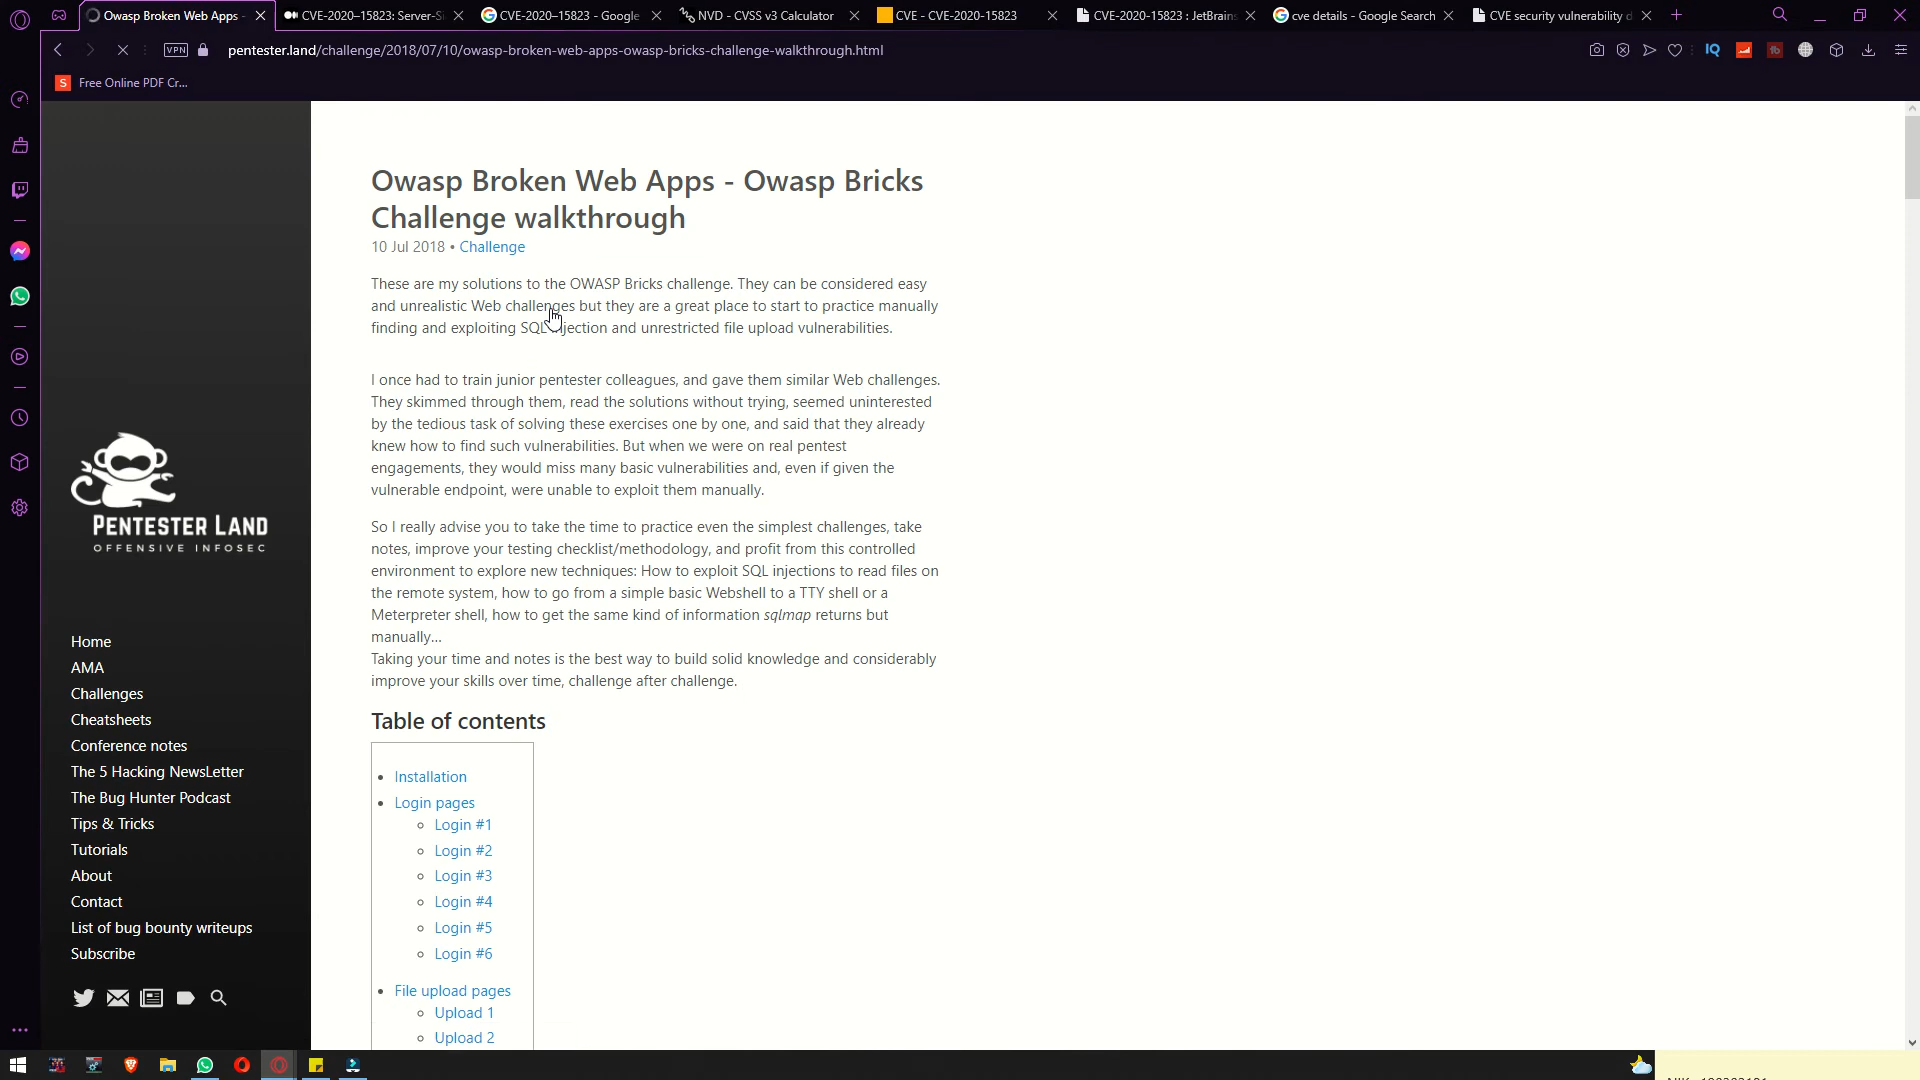 Owasp Broken Web Apps -
CVE-2020–15823: Server-Si
CVE-2020–15823 - Google
NVD - CVSS v3 Calculator
CVE - CVE-2020-15823
CVE-2020-15823 : JetBrains
cve details - Google Search
CVE security vulnerability d
VPN
pentester.land/challenge/2018/07/10/owasp-broken-web-apps-owasp-bricks-challenge-walkthrough.html
IQ
S
Free Online PDF Cr...
Owasp Broken Web Apps - Owasp Bricks
Challenge walkthrough
10 Jul 2018 • Challenge
These are my solutions to the OWASP Bricks challenge. They can be considered easy
and unrealistic Web challenges but they are a great place to start to practice manually
finding and exploiting SQL injection and unrestricted file upload vulnerabilities.
I once had to train junior pentester colleagues, and gave them similar Web challenges.
They skimmed through them, read the solutions without trying, seemed uninterested
by the tedious task of solving these exercises one by one, and said that they already
knew how to find such vulnerabilities. But when we were on real pentest
engagements, they would miss many basic vulnerabilities and, even if given the
vulnerable endpoint, were unable to exploit them manually.
So I really advise you to take the time to practice even the simplest challenges, take
notes, improve your testing checklist/methodology, and profit from this controlled
environment to explore new techniques: How to exploit SQL injections to read files on
the remote system, how to go from a simple basic Webshell to a TTY shell or a
Meterpreter shell, how to get the same kind of information sqlmap returns but
manually...
Taking your time and notes is the best way to build solid knowledge and considerably
improve your skills over time, challenge after challenge.
Table of contents
• Installation
• Login pages
Login #1
Login #2
Login #3
Login #4
Login #5
Login #6
• File upload pages
Upload 1
Upload 2
PENTESTER LAND
OFFENSIVE INFOSEC
Home
AMA
Challenges
Cheatsheets
Conference notes
The 5 Hacking NewsLetter
The Bug Hunter Podcast
Tips & Tricks
Tutorials
About
Contact
List of bug bounty writeups
Subscribe